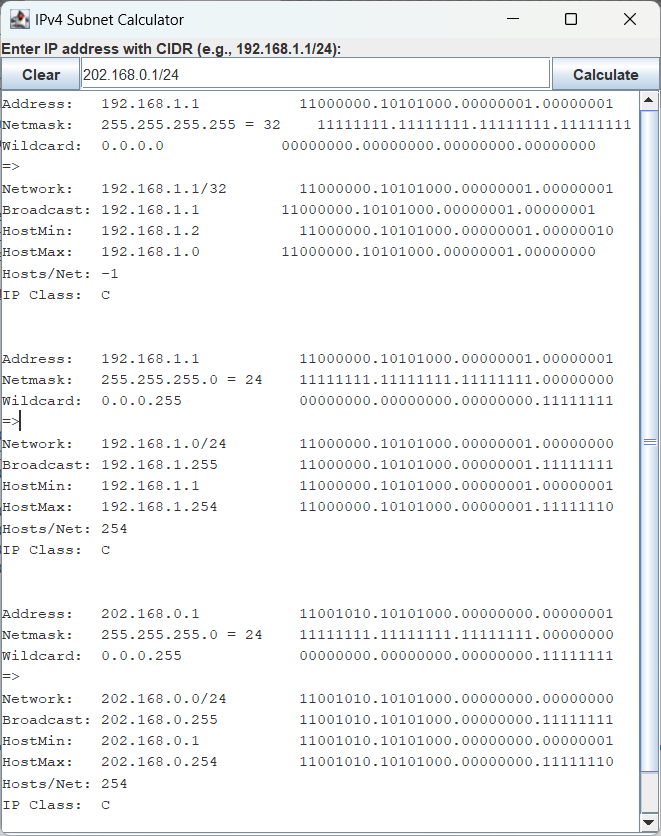 IPv4 Subnet Calculator
Enter IP address with CIDR (e.g., 192.168.1.1/24):
Clear 202.168.0.1/24 Calculate
Address: 192.168.1.1 11000000.10101000.00000001.00000001
Netmask: 255.255.255.255 = 32 11111111.11111111.11111111.11111111
Wildcard: 0.0.0.0 00000000.00000000.00000000.00000000
=>
Network: 192.168.1.1/32 11000000.10101000.00000001.00000001
Broadcast: 192.168.1.1 11000000.10101000.00000001.00000001
HostMin: 192.168.1.2 11000000.10101000.00000001.00000010
HostMax: 192.168.1.0 11000000.10101000.00000001.00000000
Hosts/Net: -1
IP Class: C
Address: 192.168.1.1 11000000.10101000.00000001.00000001
Netmask: 255.255.255.0 = 24 11111111.11111111.11111111.00000000
Wildcard: 0.0.0.255 00000000.00000000.00000000.11111111
=>
Network: 192.168.1.0/24 11000000.10101000.00000001.00000000
Broadcast: 192.168.1.255 11000000.10101000.00000001.11111111
HostMin: 192.168.1.1 11000000.10101000.00000001.00000001
HostMax: 192.168.1.254 11000000.10101000.00000001.11111110
Hosts/Net: 254
IP Class: C
Address: 202.168.0.1 11001010.10101000.00000000.00000001
Netmask: 255.255.255.0 = 24 11111111.11111111.11111111.00000000
Wildcard: 0.0.0.255 00000000.00000000.00000000.11111111
=>
Network: 202.168.0.0/24 11001010.10101000.00000000.00000000
Broadcast: 202.168.0.255 11001010.10101000.00000000.11111111
HostMin: 202.168.0.1 11001010.10101000.00000000.00000001
HostMax: 202.168.0.254 11001010.10101000.00000000.11111110
Hosts/Net: 254
IP Class: C